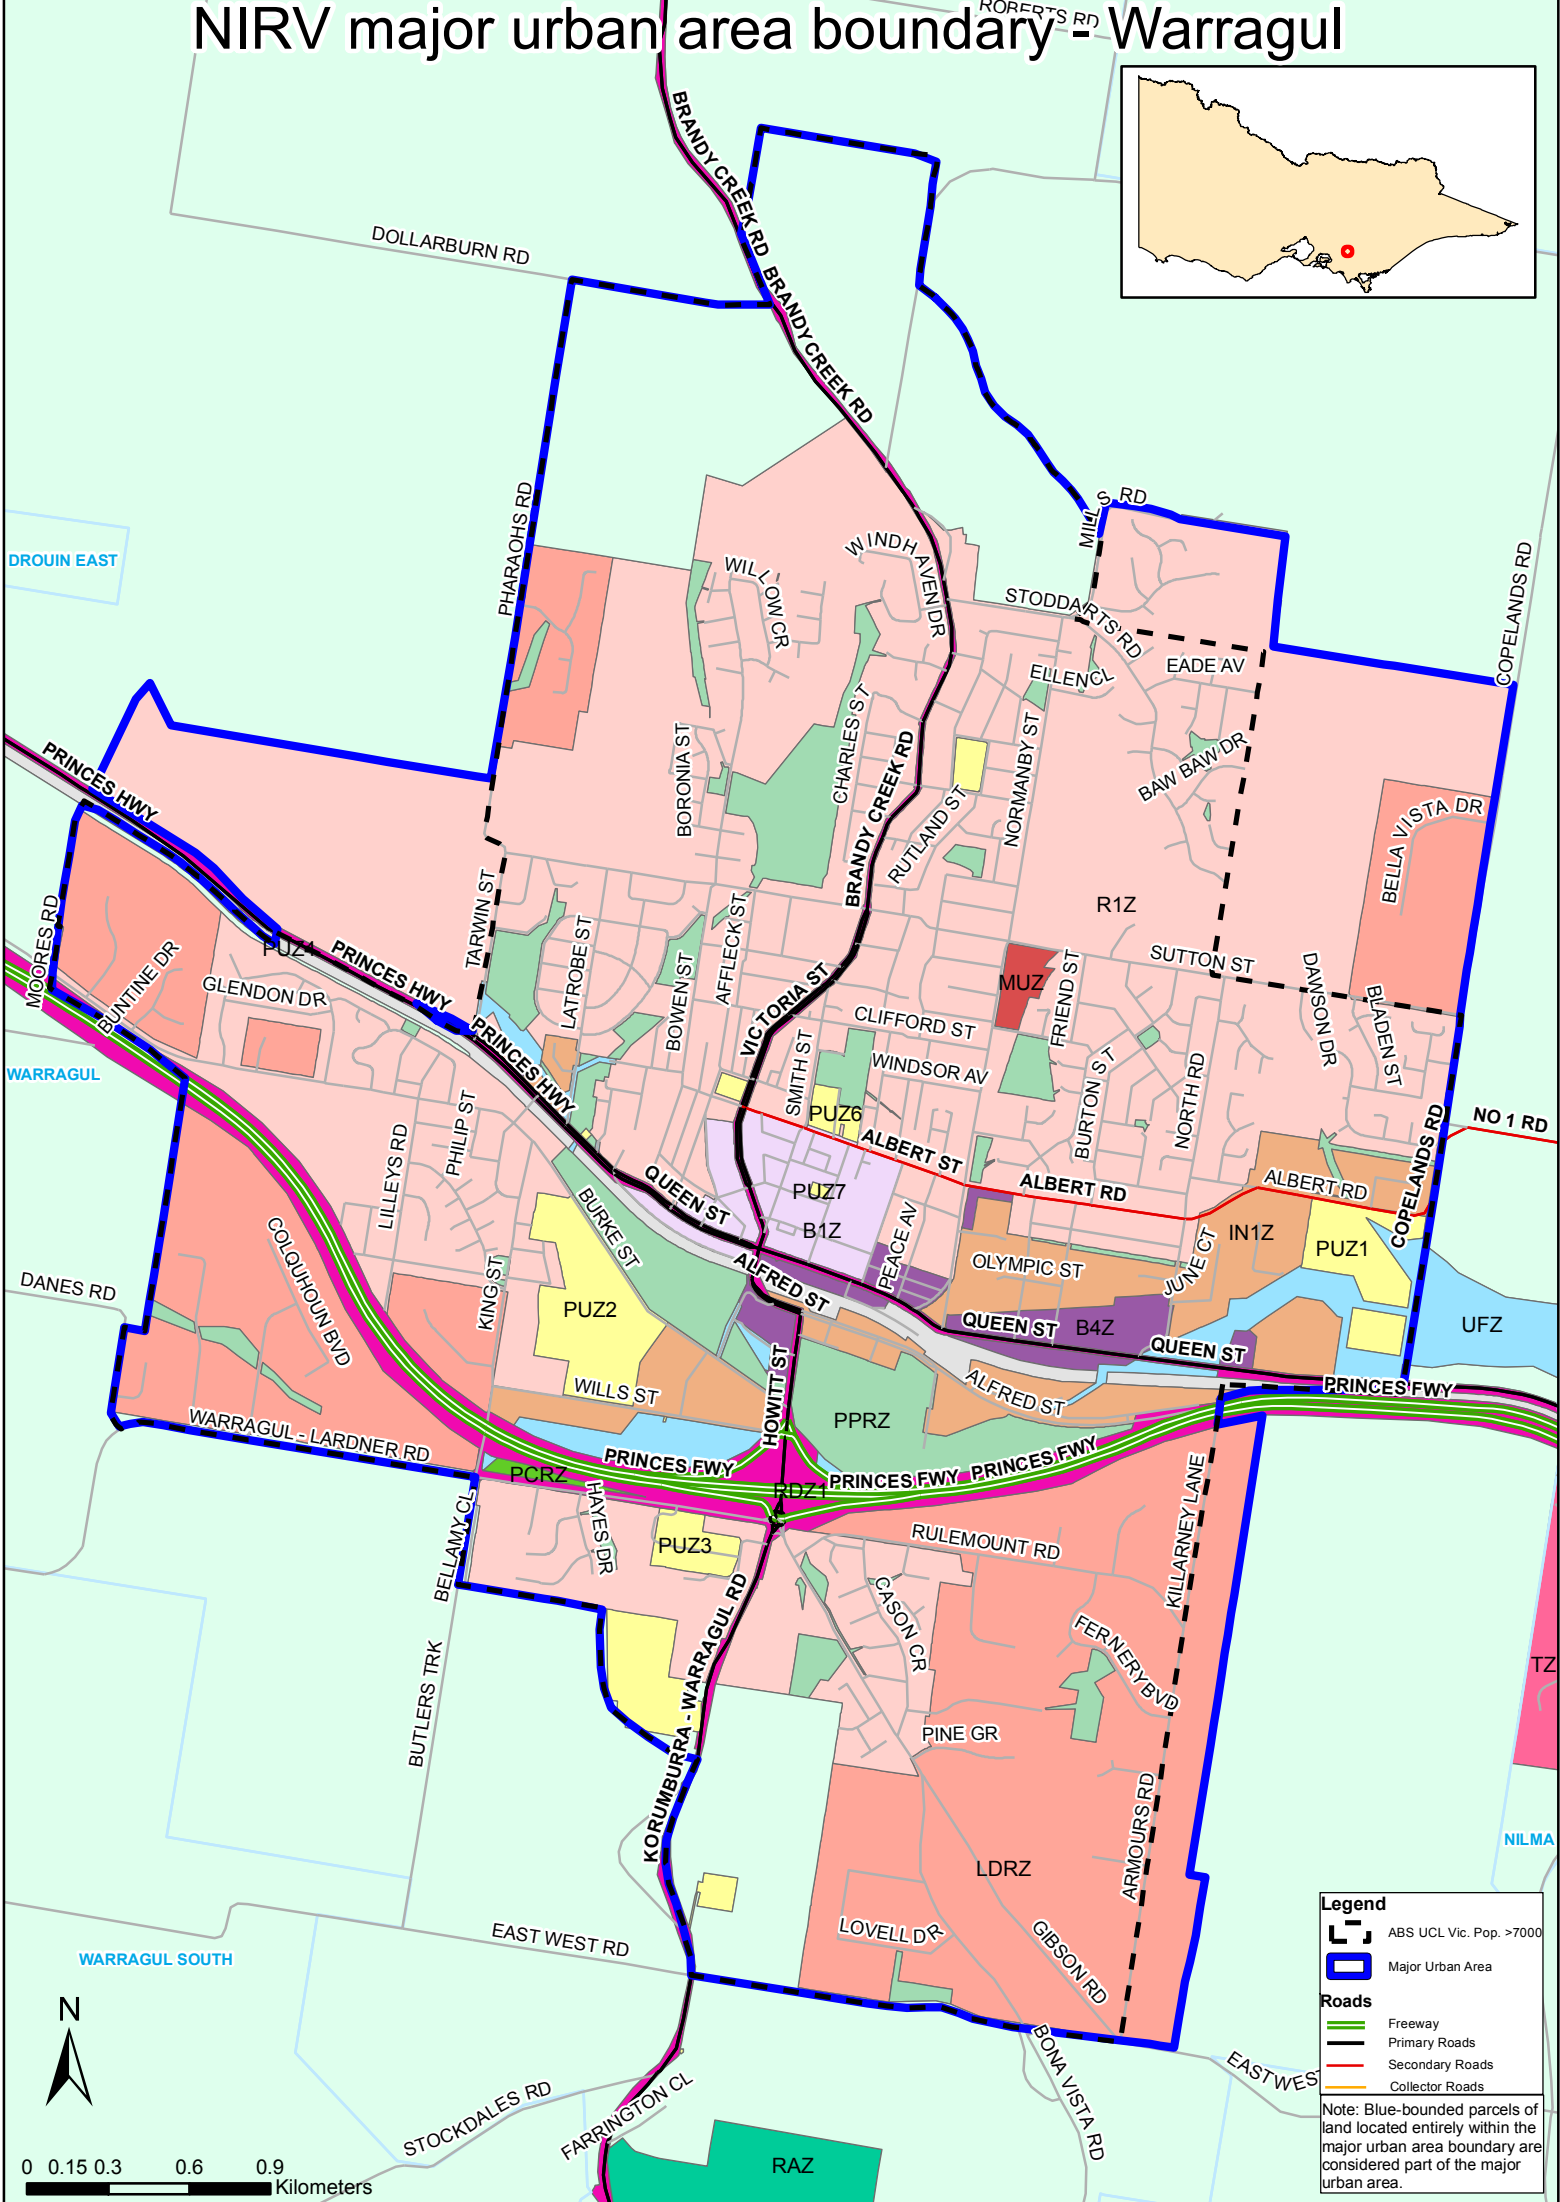 ROBERTS RD
NIRV major urban area boundary - Warragul
BRANDY CREEK RD
BRANDY CREEK RD
DOLLARBURN RD
PHARAOHS RD
MILLS RD
WINDHAVEN DR
WILLOW CR
STODDARTS RD
COPELANDS RD
DROUIN EAST
ELLEN CL
EADE AV
CHARLES ST
NORMANBY ST
BORONIA ST
BRANDY CREEK RD
BAW BAW DR
PRINCES HWY
RUTLAND ST
BELLA VISTA DR
R1Z
TARWIN ST
AFFLECK ST
LATROBE ST
BOWEN ST
MOORES RD
PUZ4
PRINCES HWY
BUNTINE DR
GLENDON DR
SUTTON ST
MUZ
FRIEND ST
DAWSON DR
BLADEN ST
VICTORIA ST
CLIFFORD ST
PRINCES HWY
WARRAGUL
WINDSOR AV
SMITH ST
BURTON ST
NORTH RD
PUZ6
NO 1 RD
PHILIP ST
LILLEYS RD
ALBERT ST
COPELANDS RD
QUEEN ST
PUZ7
ALBERT RD
ALBERT RD
BURKE ST
B1Z
PEACE AV
IN1Z
PUZ1
COLQUHOUN BVD
KING ST
ALFRED ST
OLYMPIC ST
JUNE CT
DANES RD
PUZ2
QUEEN ST
B4Z
QUEEN ST
UFZ
HOWITT ST
WILLS ST
ALFRED ST
PRINCES FWY
WARRAGUL - LARDNER RD
PPRZ
PRINCES FWY
PRINCES FWY
PRINCES FWY
PCRZ
RDZ1
BELLAMY CL
HAYES DR
PUZ3
RULEMOUNT RD
KILLARNEY LANE
CASON CR
FERNERY BVD
BUTLERS TRK
KORUMBURRA - WARRAGUL RD
TZ
PINE GR
ARMOURS RD
NILMA
LDRZ
LOVELL DR
GIBSON RD
EAST WEST RD
WARRAGUL SOUTH
BONA VISTA RD
EASTWEST
STOCKDALES RD
FARRINGTON CL
RAZ
N
0 0.15 0.3 0.6 0.9
Kilometers
Legend
ABS UCL Vic. Pop. >7000
Major Urban Area
Roads
Freeway
Primary Roads
Secondary Roads
Collector Roads
Note: Blue-bounded parcels of
land located entirely within the
major urban area boundary are
considered part of the major
urban area.